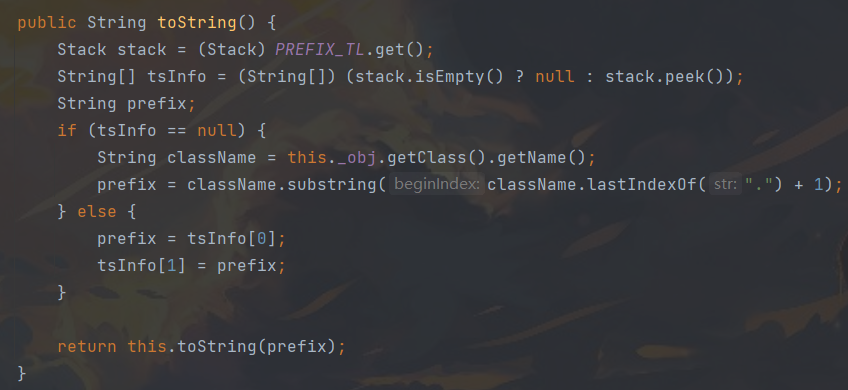 public String toString() {
    Stack stack = (Stack) PREFIX_TL.get();
    String[] tsInfo = (String[]) (stack.isEmpty() ? null : stack.peek());
    String prefix;
    if (tsInfo == null) {
        String className = this._obj.getClass().getName();
        prefix = className.substring( beginIndex: className.lastIndexOf( str: ".") + 1);
    } else {
        prefix = tsInfo[0];
        tsInfo[1] = prefix;
    }

    return this.toString(prefix);
}